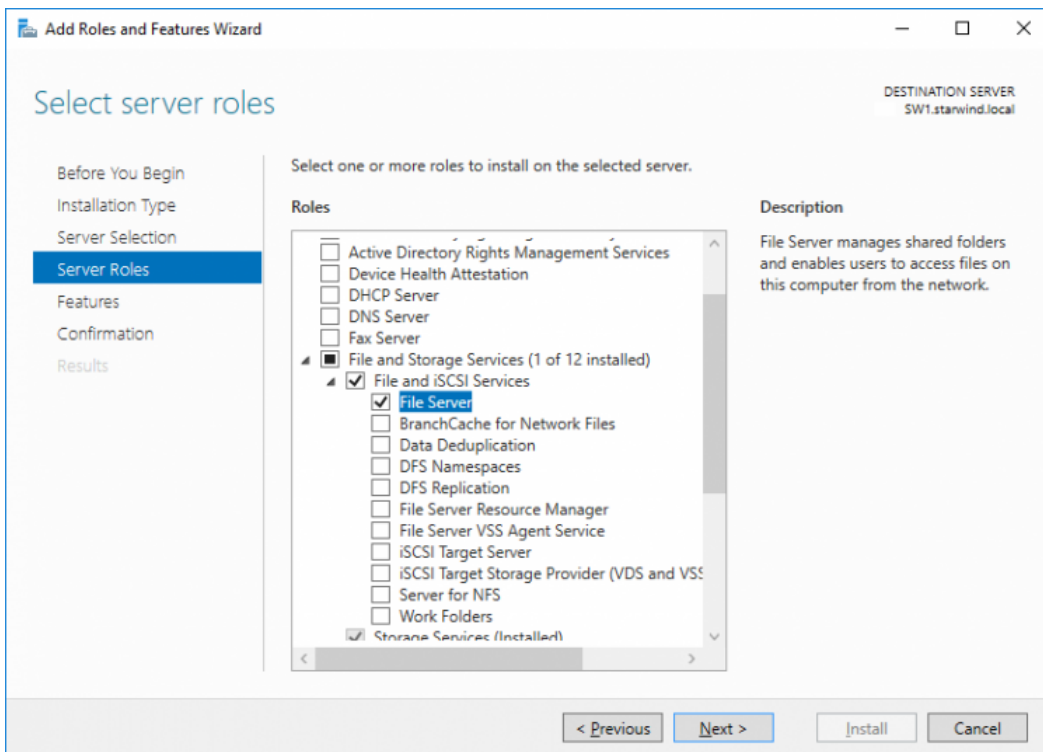 Add Roles and Features Wizard
Select server roles
DESTINATION SERVER
SW1.starwind.local
Before You Begin
Installation Type
Server Selection
Server Roles
Features
Confirmation
Results
Select one or more roles to install on the selected server.
Roles
Active Directory Rights Management Services
Device Health Attestation
DHCP Server
DNS Server
Fax Server
File and Storage Services (1 of 12 installed)
File and iSCSI Services
File Server
BranchCache for Network Files
Data Deduplication
DFS Namespaces
DFS Replication
File Server Resource Manager
File Server VSS Agent Service
iSCSI Target Server
iSCSI Target Storage Provider (VDS and VSS
Server for NFS
Work Folders
Storage Services (Installed)
Description
File Server manages shared folders
and enables users to access files on
this computer from the network.
< Previous
Next >
Install
Cancel